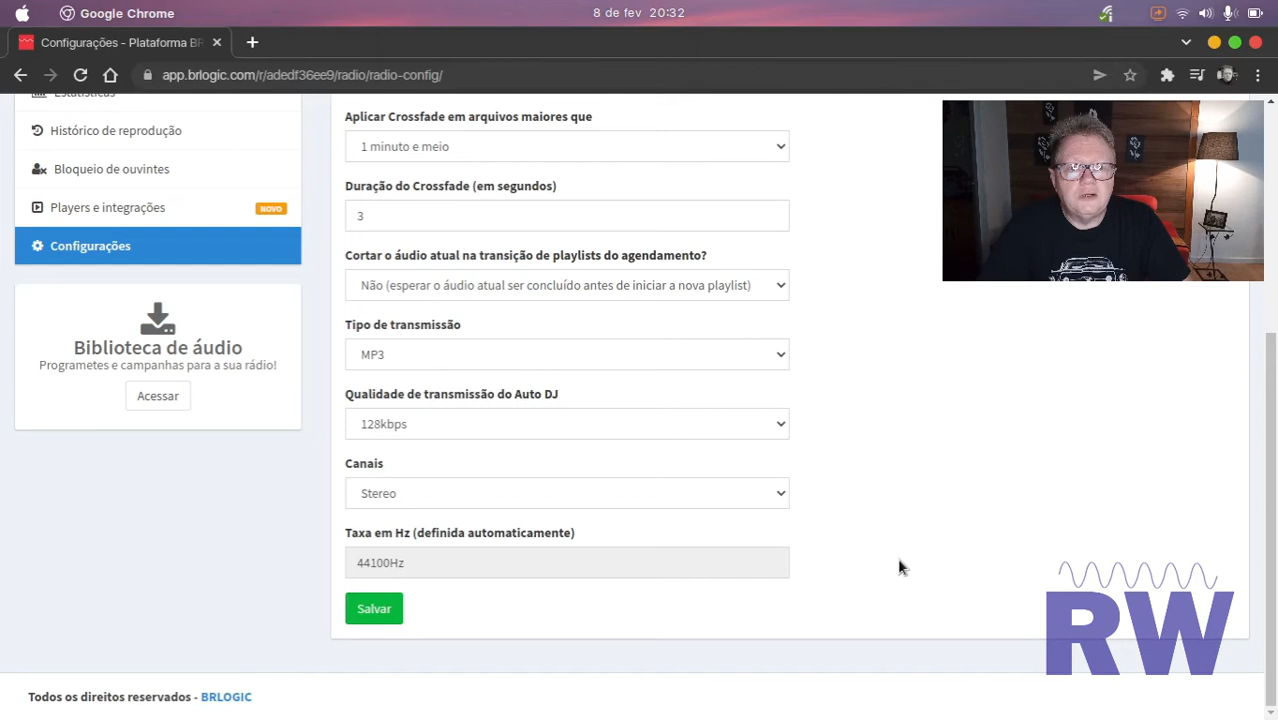 Google Chrome
8 de fev 20:32
Configurações - Plataforma BR
app.brlogic.com/r/adedf36ee9/radio/radio-config/
Estatísticas
Histórico de reprodução
Bloqueio de ouvintes
Players e integrações
NOVO
Configurações
Biblioteca de áudio
Programetes e campanhas para a sua rádio!
Acessar
Aplicar Crossfade em arquivos maiores que
1 minuto e meio
Duração do Crossfade (em segundos)
3
Cortar o áudio atual na transição de playlists do agendamento?
Não (esperar o áudio atual ser concluído antes de iniciar a nova playlist)
Tipo de transmissão
MP3
Qualidade de transmissão do Auto DJ
128kbps
Canais
Stereo
Taxa em Hz (definida automaticamente)
44100Hz
Salvar
RW
Todos os direitos reservados - BRLOGIC